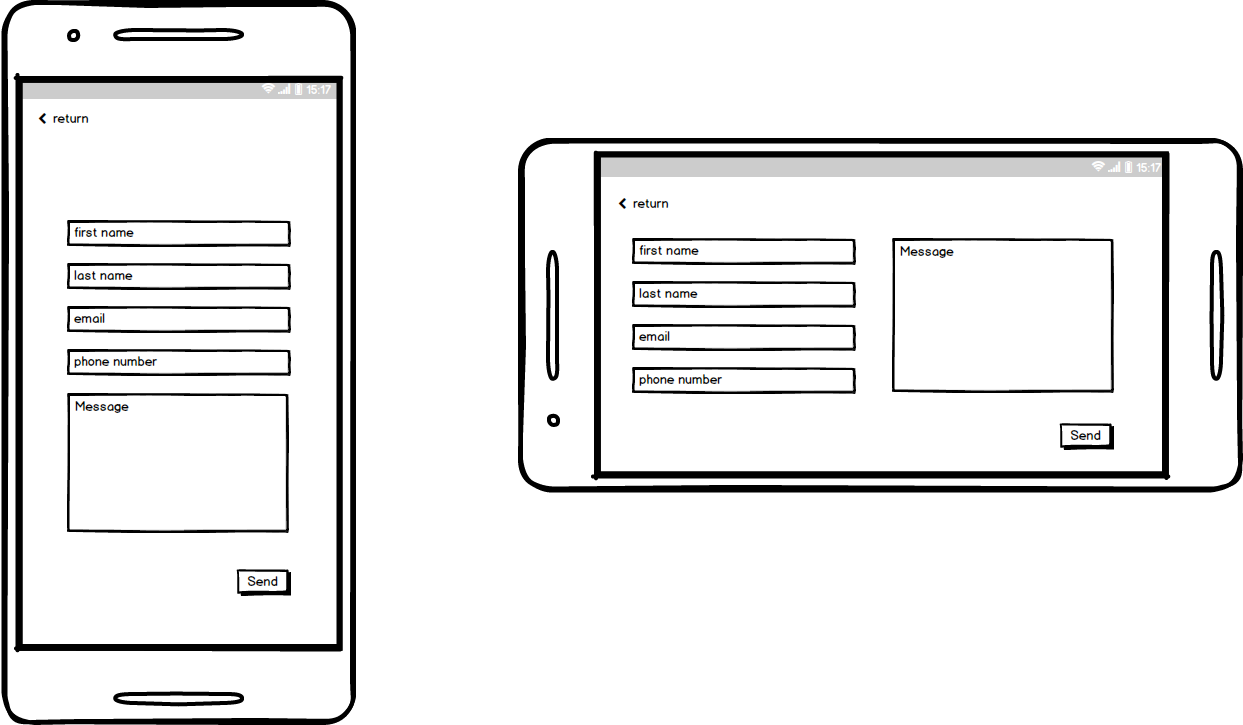 15:17
return
first name
last name
email
phone number
Message
Send
15:17
return
first name
last name
email
phone number
Message
Send